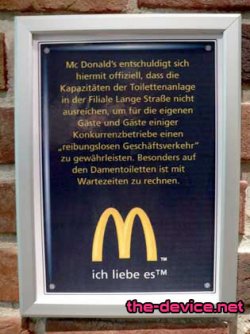 Mc Donald's entschuldigt sich
hiermit offiziell, dass die
Kapazitäten der Toilettenanlage
in der Filiale Lange Straße nicht
ausreichen, um für die eigenen
Gäste und Gäste einiger
Konkurrenzbetriebe einen
„reibungslosen Geschäftsverkehr"
zu gewährleisten. Besonders auf
den Damentoiletten ist mit
Wartezeiten zu rechnen.
M™
ich liebe es™
the-device.net